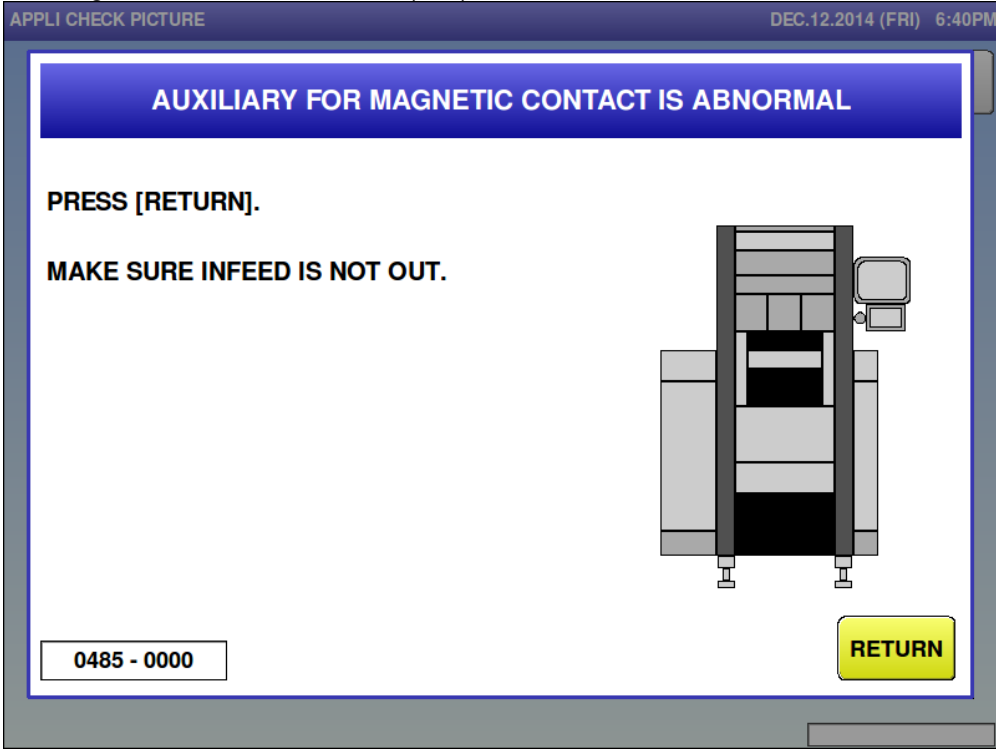 APPLI CHECK PICTURE DEC.12.2014 (FRI) 6:40PM
AUXILIARY FOR MAGNETIC CONTACT IS ABNORMAL
PRESS [RETURN].
MAKE SURE INFEED IS NOT OUT.
0485 - 0000
RETURN